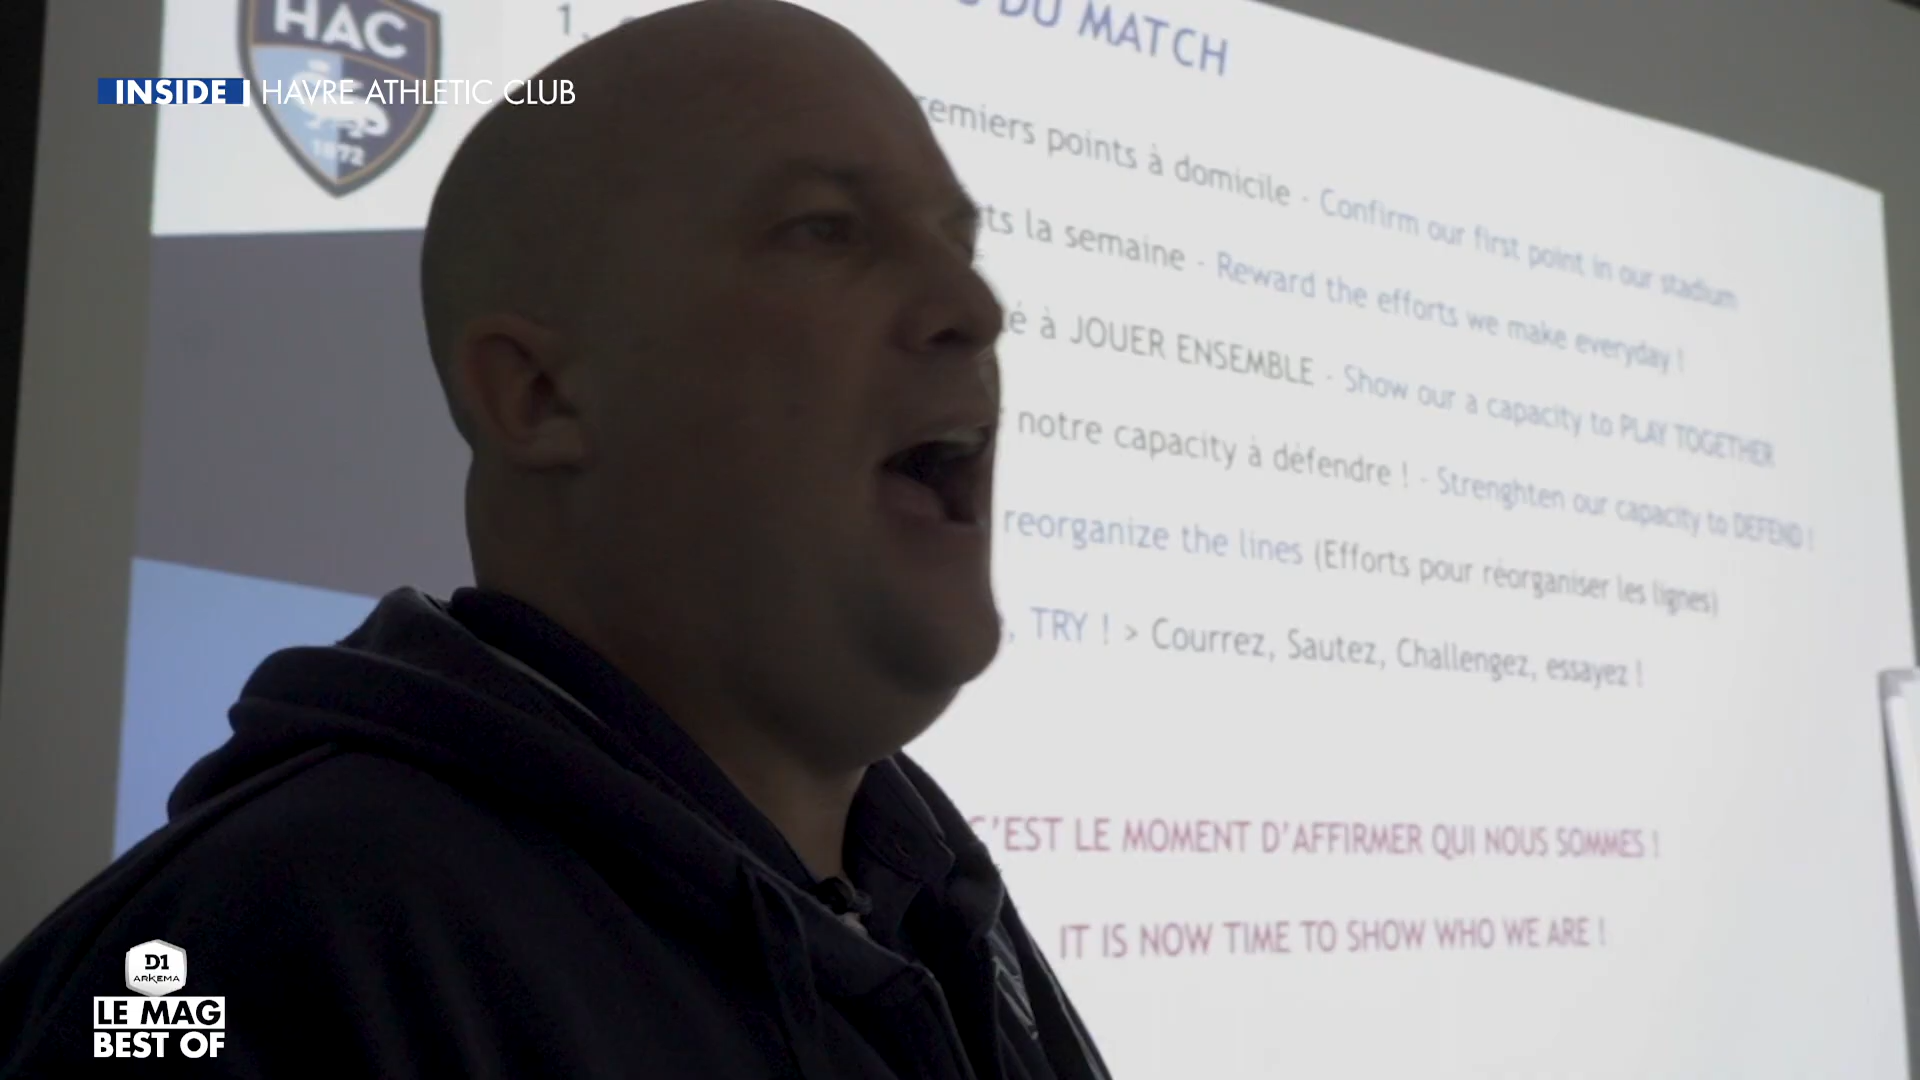 HAC
1872
INSIDE | HAVRE ATHLETIC CLUB
1.
DU MATCH
emiers points à domicile - Confirm our first point in our stadium
ts la semaine - Reward the efforts we make everyday !
té à JOUER ENSEMBLE - Show our a capacity to PLAY TOGETHER
notre capacity à défendre ! - Strenghten our capacity to DEFEND !
reorganize the lines (Efforts pour réorganiser les lignes)
, TRY ! > Courrez, Sautez, Challengez, essayez !
C'EST LE MOMENT D'AFFIRMER QUI NOUS SOMMES !
IT IS NOW TIME TO SHOW WHO WE ARE !
D1
ARKEMA
LE MAG
BEST OF